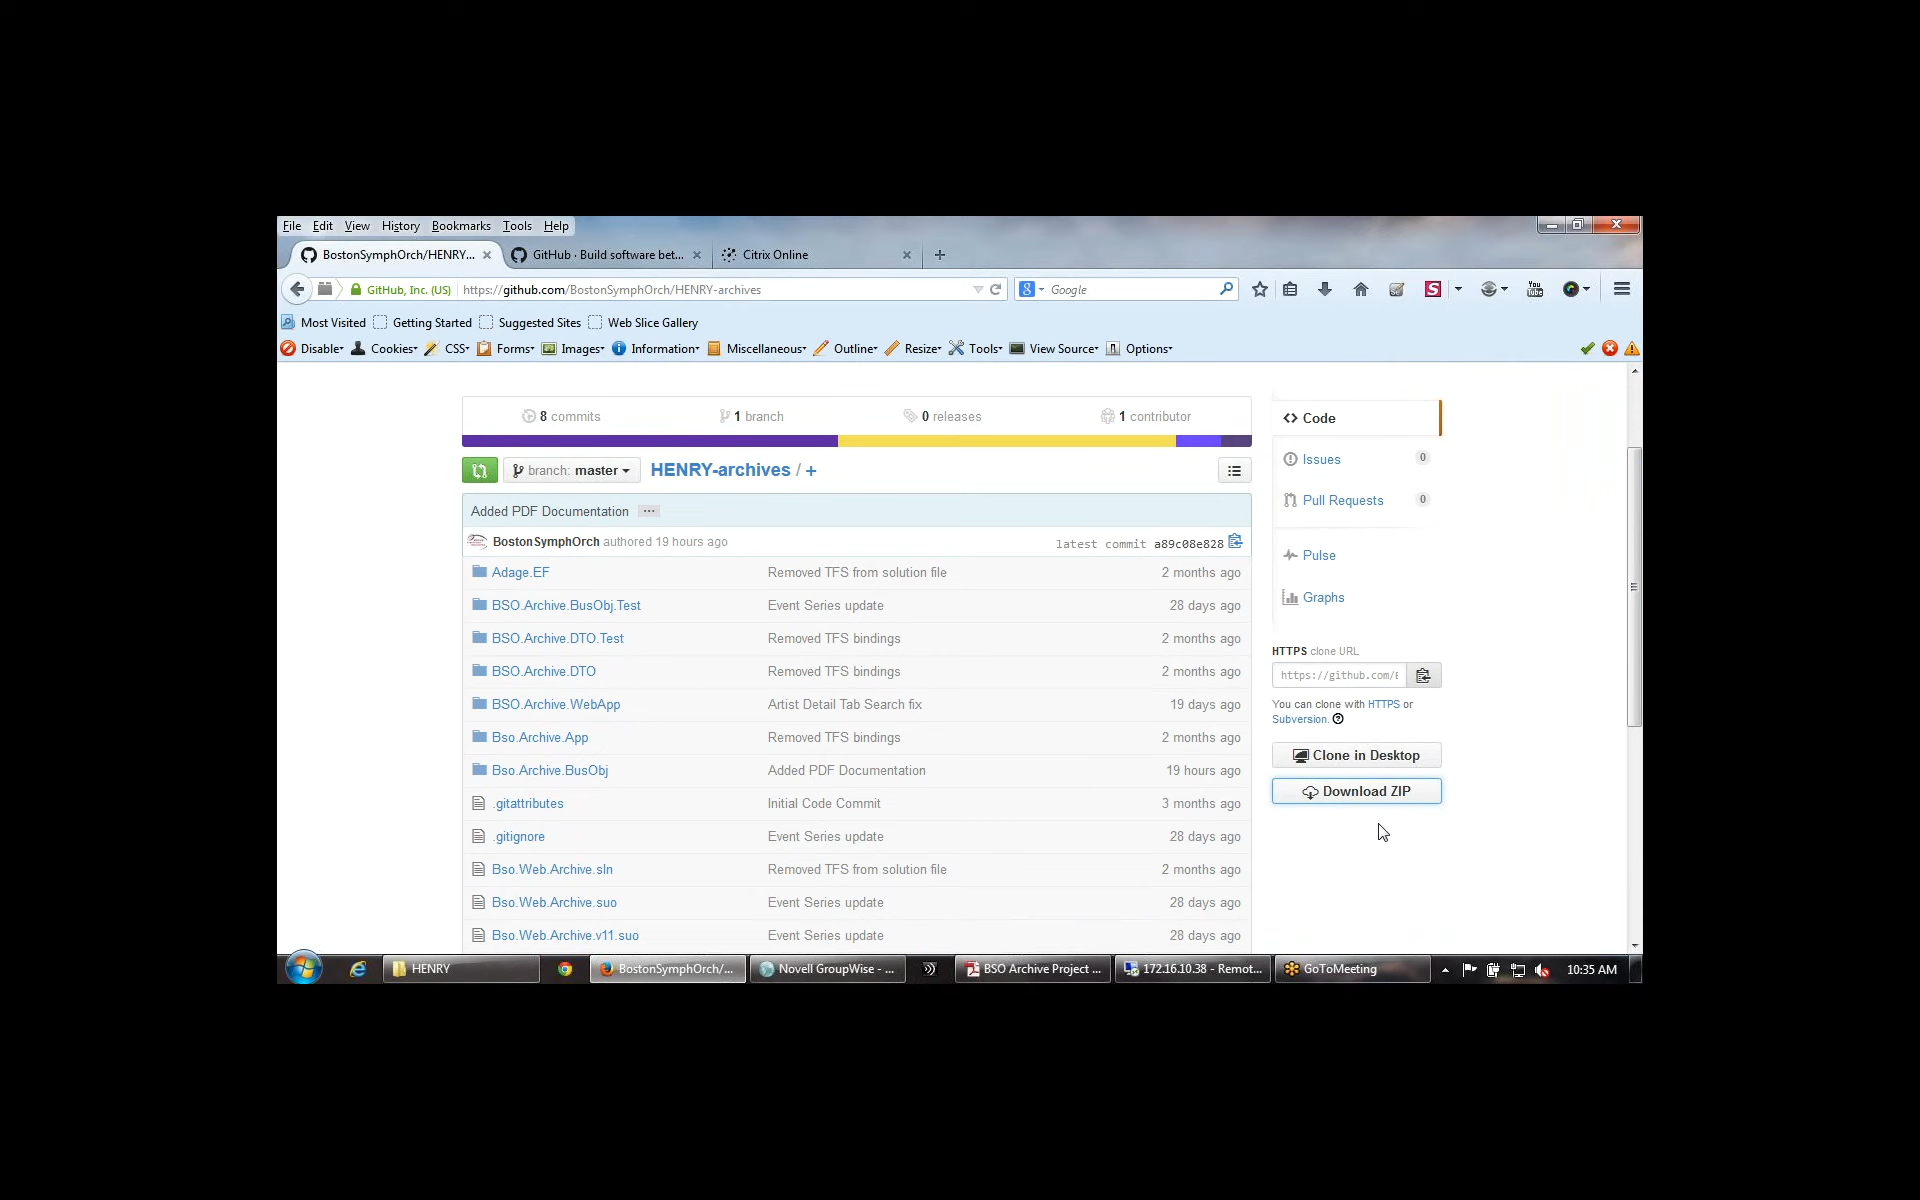 File Edit View History Bookmarks Tools Help
BostonSymphOrch/HENRY... × GitHub · Build software bet... × Citrix Online × +
GitHub, Inc. (US) https://github.com/BostonSymphOrch/HENRY-archives Google
Most Visited Getting Started Suggested Sites Web Slice Gallery
Disable Cookies CSS Forms Images Information Miscellaneous Outline Resize Tools View Source Options
8 commits 1 branch 0 releases 1 contributor
branch: master HENRY-archives / +
Added PDF Documentation ...
BostonSymphOrch authored 19 hours ago latest commit a89c08e828
Adage.EF Removed TFS from solution file 2 months ago
BSO.Archive.BusObj.Test Event Series update 28 days ago
BSO.Archive.DTO.Test Removed TFS bindings 2 months ago
BSO.Archive.DTO Removed TFS bindings 2 months ago
BSO.Archive.WebApp Artist Detail Tab Search fix 19 days ago
Bso.Archive.App Removed TFS bindings 2 months ago
Bso.Archive.BusObj Added PDF Documentation 19 hours ago
.gitattributes Initial Code Commit 3 months ago
.gitignore Event Series update 28 days ago
Bso.Web.Archive.sln Removed TFS from solution file 2 months ago
Bso.Web.Archive.suo Event Series update 28 days ago
Bso.Web.Archive.v11.suo Event Series update 28 days ago
Code
Issues 0
Pull Requests 0
Pulse
Graphs
HTTPS clone URL
https://github.com/
You can clone with HTTPS or
Subversion.
Clone in Desktop
Download ZIP
HENRY BostonSymphOrch/... Novell GroupWise - ... BSO Archive Project ... 172.16.10.38 - Remot... GoToMeeting 10:35 AM